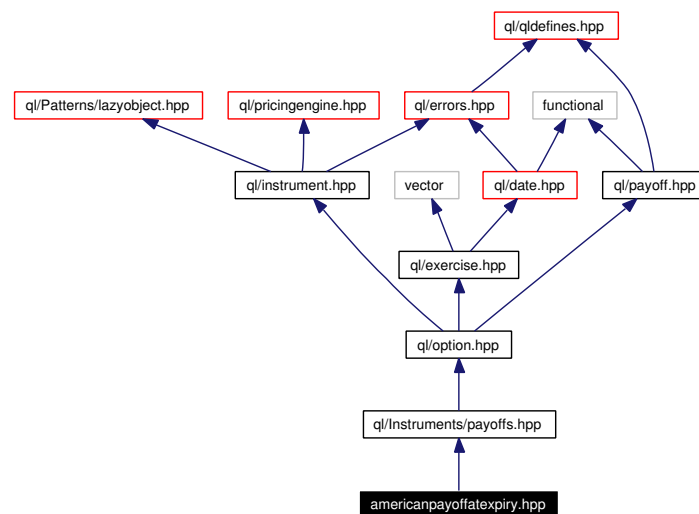 ql/qldefines.hpp
ql/Patterns/lazyobject.hpp
ql/pricingengine.hpp
ql/errors.hpp
functional
ql/instrument.hpp
vector
ql/date.hpp
ql/payoff.hpp
ql/exercise.hpp
ql/option.hpp
ql/Instruments/payoffs.hpp
americanpayoffatexpiry.hpp